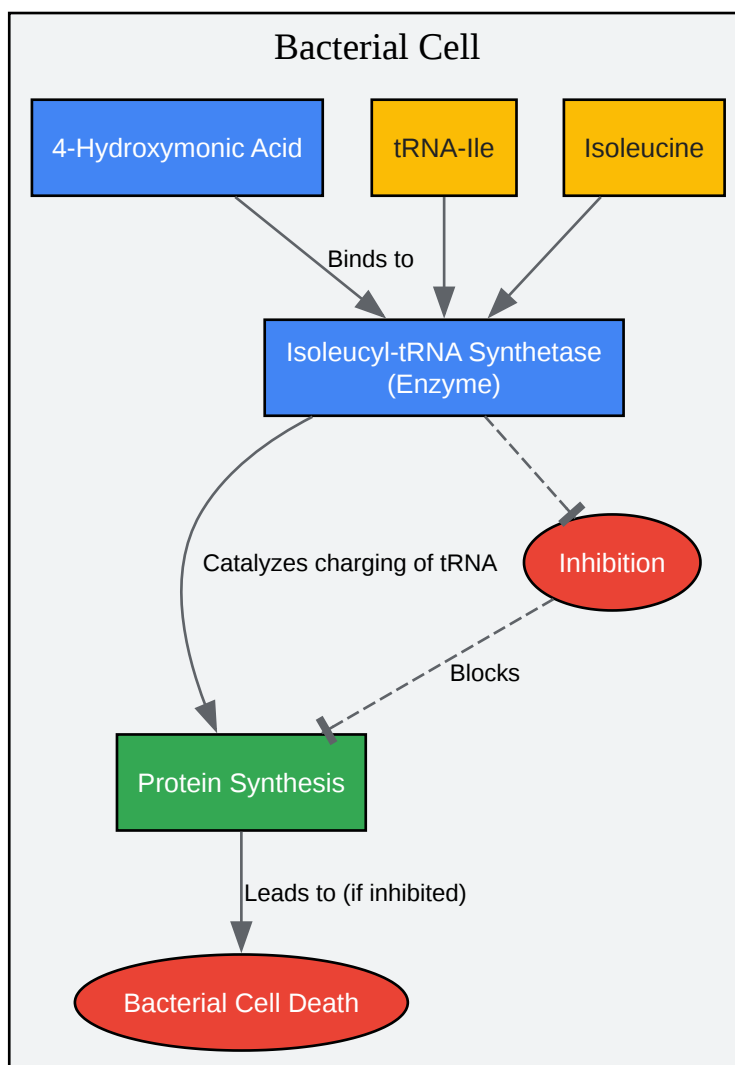 Bacterial Cell
4-Hydroxymonic Acid
tRNA-Ile
Isoleucine
Binds to
Isoleucyl-tRNA Synthetase
(Enzyme)
Catalyzes charging of tRNA
Inhibition
Blocks
Protein Synthesis
Leads to (if inhibited)
Bacterial Cell Death